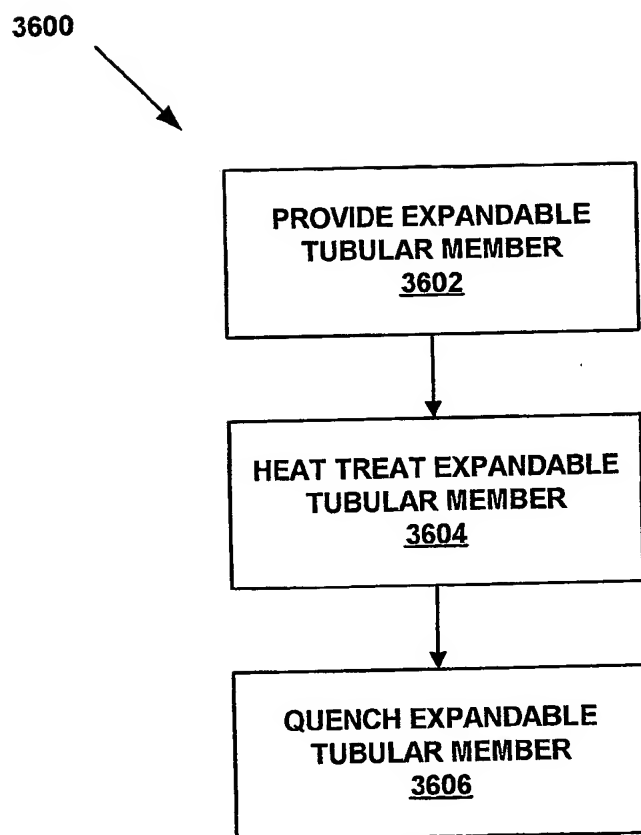 3600
PROVIDE EXPANDABLE
TUBULAR MEMBER
3602
HEAT TREAT EXPANDABLE
TUBULAR MEMBER
3604
QUENCH EXPANDABLE
TUBULAR MEMBER
3606